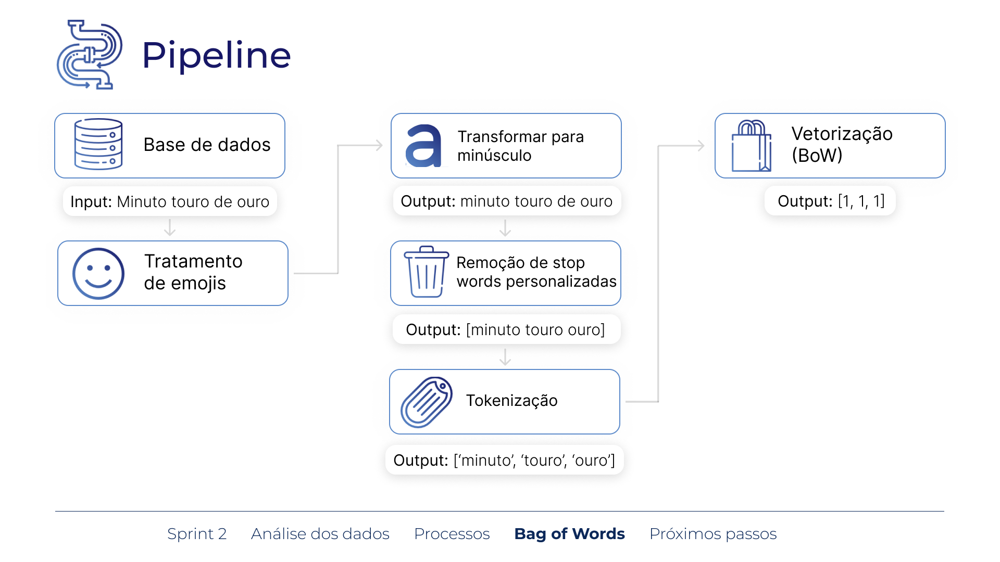 Pipeline
Base de dados
Input: Minuto touro de ouro
Tratamento
de emojis
Transformar para
minúsculo
Output: minuto touro de ouro
Remoção de stop
words personalizadas
Output: [minuto touro ouro]
Tokenização
Output: [‘minuto’, ‘touro’, ‘ouro’]
Vetorização
(BoW)
Output: [1, 1, 1]
Sprint 2 Análise dos dados Processos Bag of Words Próximos passos